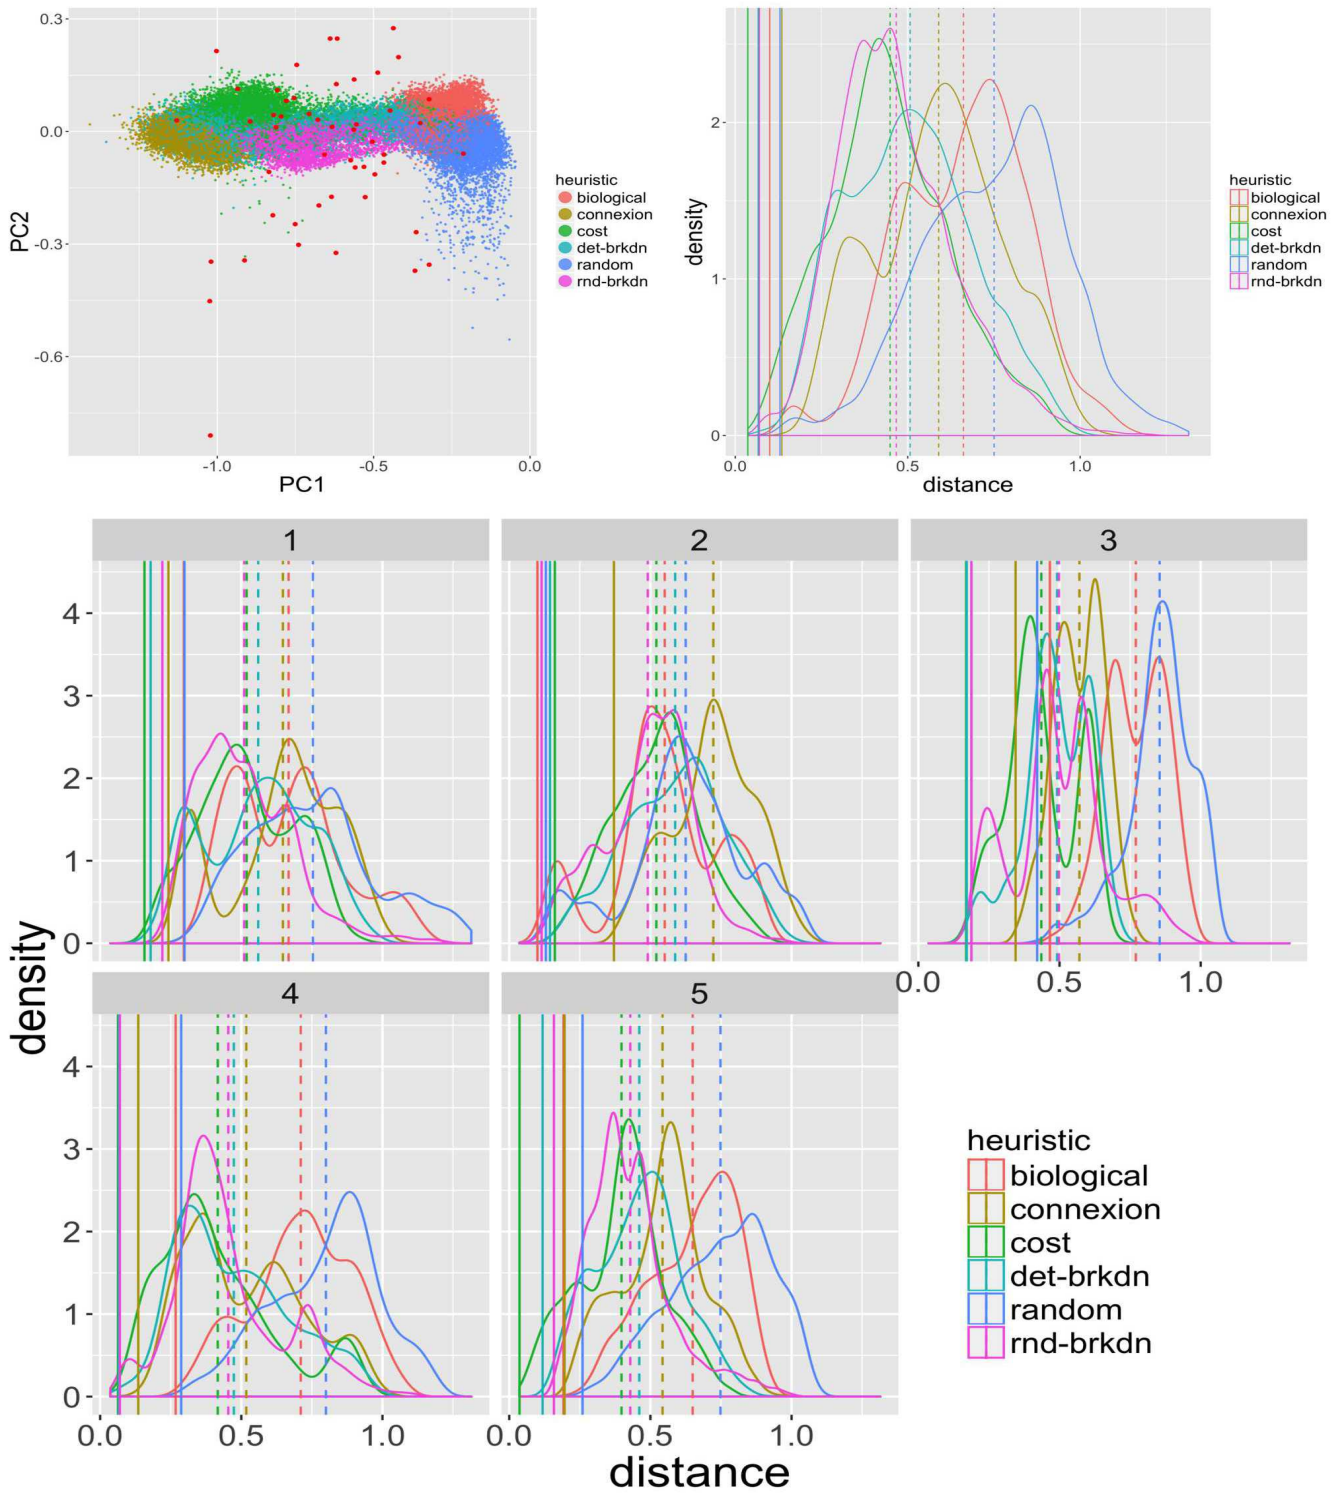 0.3
0.0
-0.3
-0.6
PC2
-1.0 -0.5 0.0
PC1
heuristic
biological
connexion
cost
det-brkdn
random
rnd-brkdn
2
1
0
density
0.0 0.5 1.0
distance
heuristic
biological
connexion
cost
det-brkdn
random
rnd-brkdn
1 2 3
4
3
2
1
0
0.0 0.5 1.0
density
4 5
4
3
2
1
0
0.0 0.5 1.0 0.0 0.5 1.0
distance
heuristic
biological
connexion
cost
det-brkdn
random
rnd-brkdn